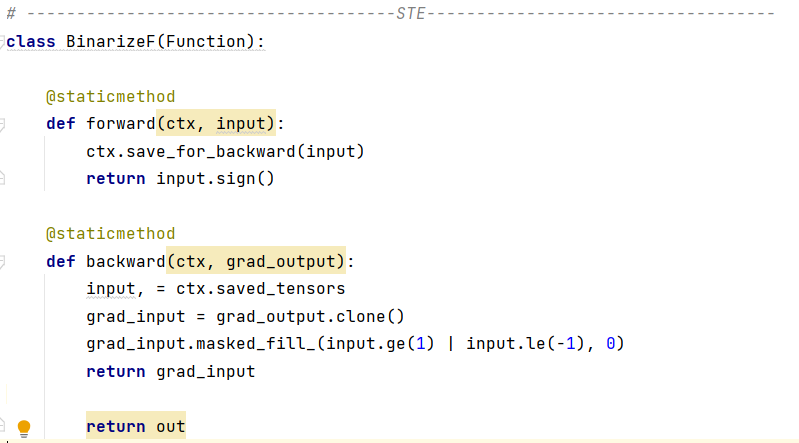 # -------------------------------------STE-----------------------------------
class BinarizeF(Function):
@staticmethod
def forward(ctx, input):
ctx.save_for_backward(input)
return input.sign()
@staticmethod
def backward(ctx, grad_output):
input, = ctx.saved_tensors
grad_input = grad_output.clone()
grad_input.masked_fill_(input.ge(1) | input.le(-1), 0)
return grad_input
return out